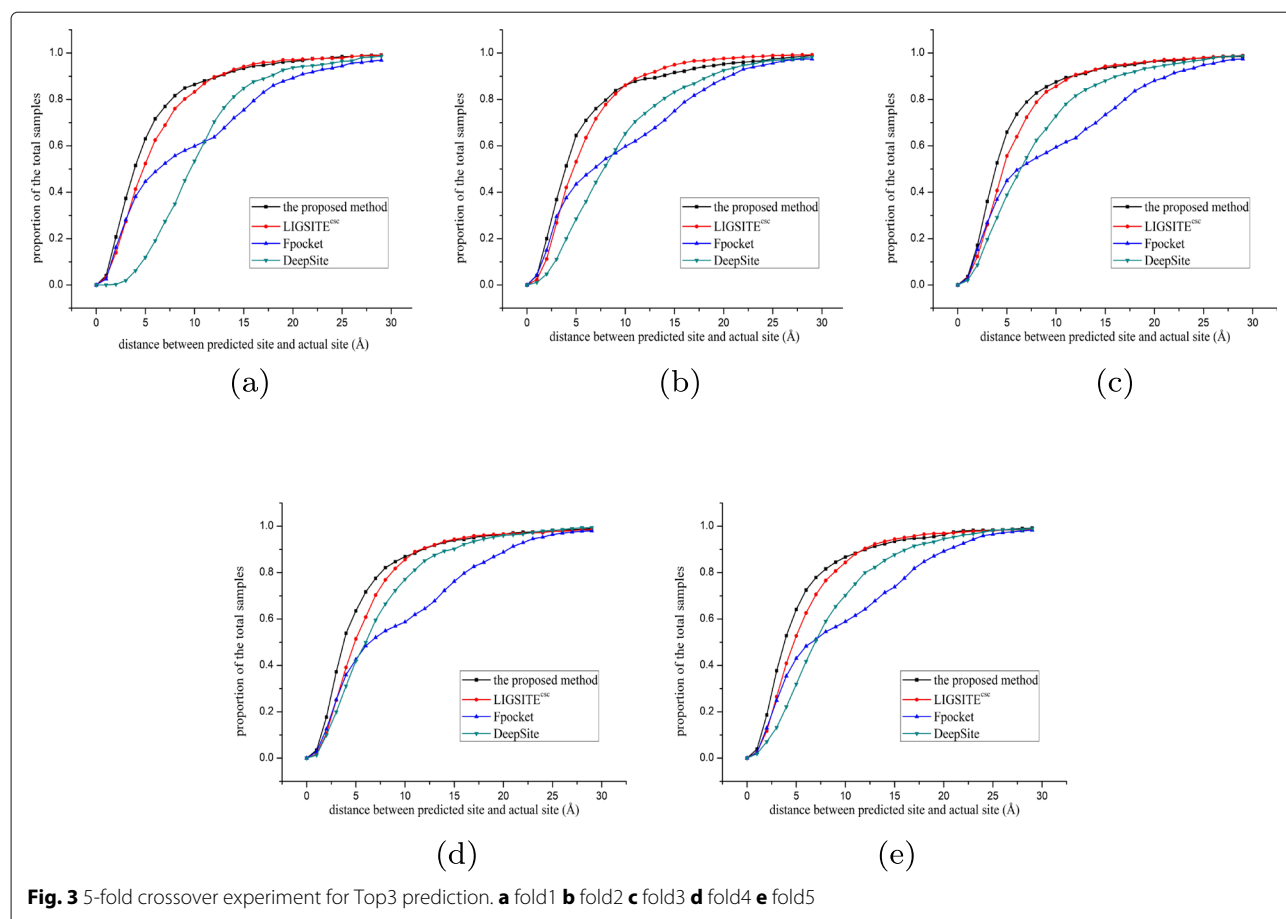 proportion of the total samples
1.0
0.8
0.6
0.4
0.2
0.0
the proposed method
LIGSITEcsc
Fpocket
DeepSite
0 5 10 15 20 25 30
distance between predicted site and actual site (Å)
(a)
proportion of the total samples
1.0
0.8
0.6
0.4
0.2
0.0
the proposed method
LIGSITEcsc
Fpocket
DeepSite
0 5 10 15 20 25 30
distance between predicted site and actual site (Å)
(b)
proportion of the total samples
1.0
0.8
0.6
0.4
0.2
0.0
the proposed method
LIGSITEcsc
Fpocket
DeepSite
0 5 10 15 20 25 30
distance between predicted site and actual site (Å)
(c)
proportion of the total samples
1.0
0.8
0.6
0.4
0.2
0.0
the proposed method
LIGSITEcsc
Fpocket
DeepSite
0 5 10 15 20 25 30
distance between predicted site and actual site (Å)
(d)
proportion of the total samples
1.0
0.8
0.6
0.4
0.2
0.0
the proposed method
LIGSITEcsc
Fpocket
DeepSite
0 5 10 15 20 25 30
distance between predicted site and actual site (Å)
(e)
Fig. 3 5-fold crossover experiment for Top3 prediction. a fold1 b fold2 c fold3 d fold4 e fold5